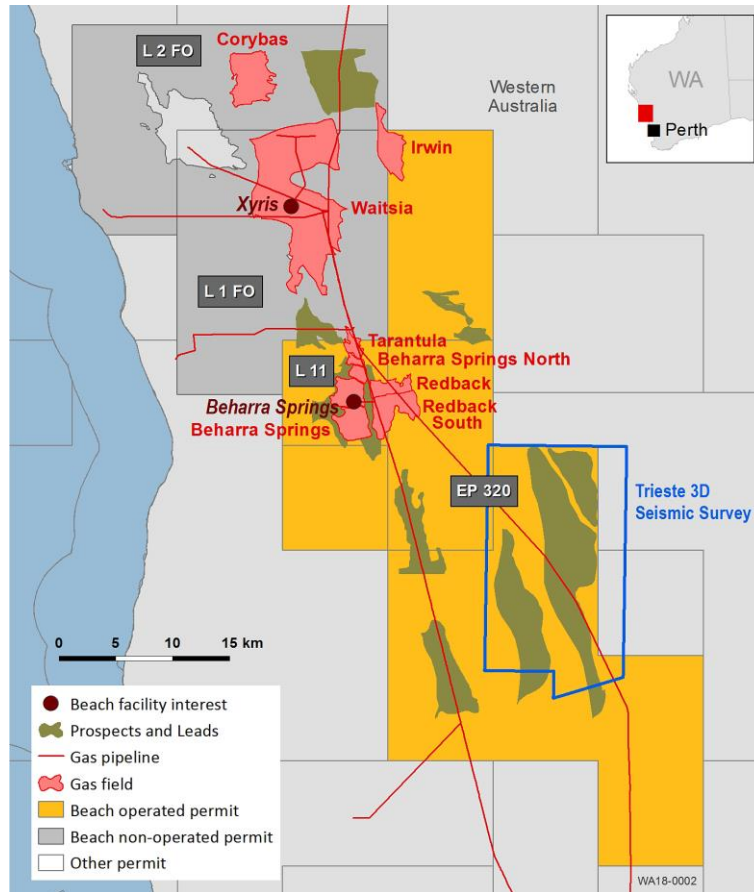 L 2 FO
Corybas
Western
Australia
WA
Perth
Irwin
Xyris
Waitsia
L 1 FO
Tarantula
Beharra Springs North
L 11
Redback
Beharra Springs
Redback
South
Beharra Springs
EP 320
Trieste 3D
Seismic Survey
0 5 10 15 km
Beach facility interest
Prospects and Leads
Gas pipeline
Gas field
Beach operated permit
Beach non-operated permit
Other permit
WA18-0002